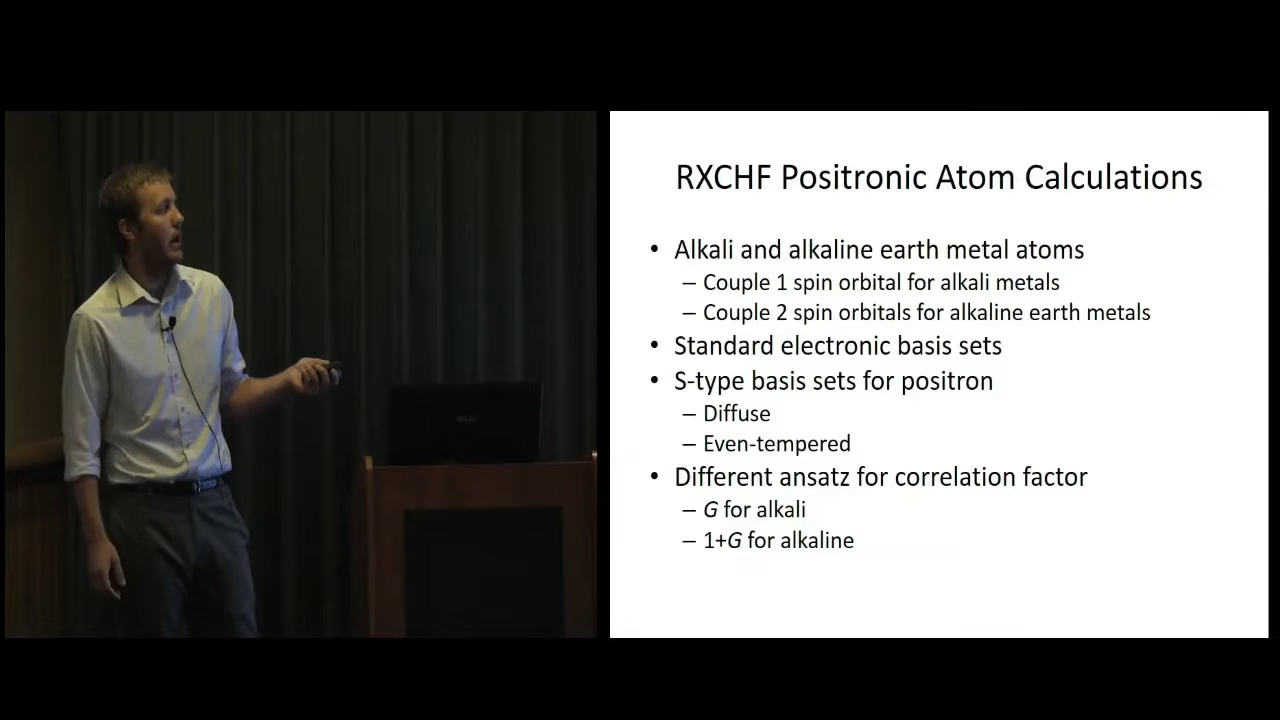 RXCHF Positronic Atom Calculations
• Alkali and alkaline earth metal atoms
– Couple 1 spin orbital for alkali metals
– Couple 2 spin orbitals for alkaline earth metals
• Standard electronic basis sets
• S-type basis sets for positron
– Diffuse
– Even-tempered
• Different ansatz for correlation factor
– G for alkali
– 1+G for alkaline